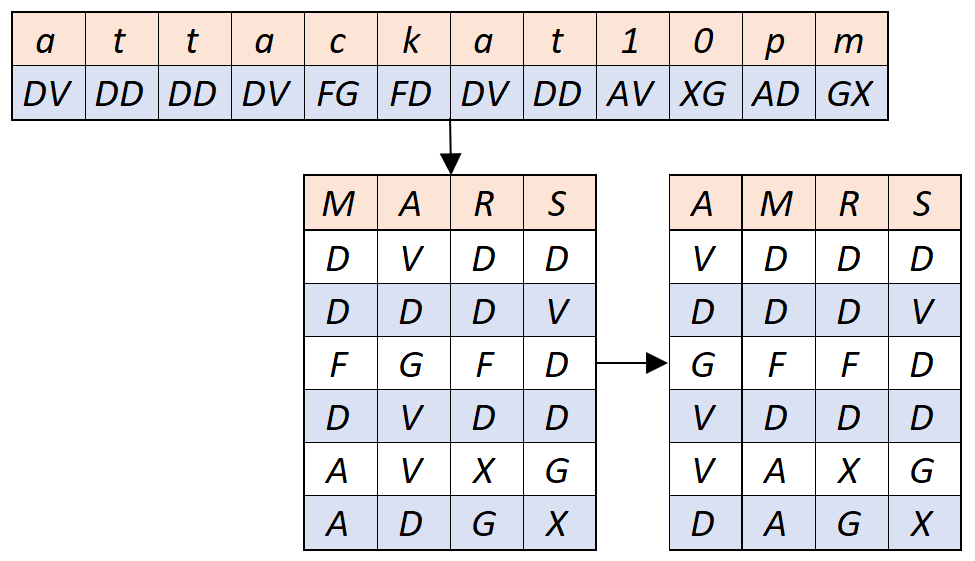 a t t a c k a t 1 0 p m
DV DD DD DV FG FD DV DD AV XG AD GX
M A R S
D V D D
D D D V
F G F D
D V D D
A V X G
A D G X
A M R S
V D D D
D D D V
G F F D
V D D D
V A X G
D A G X